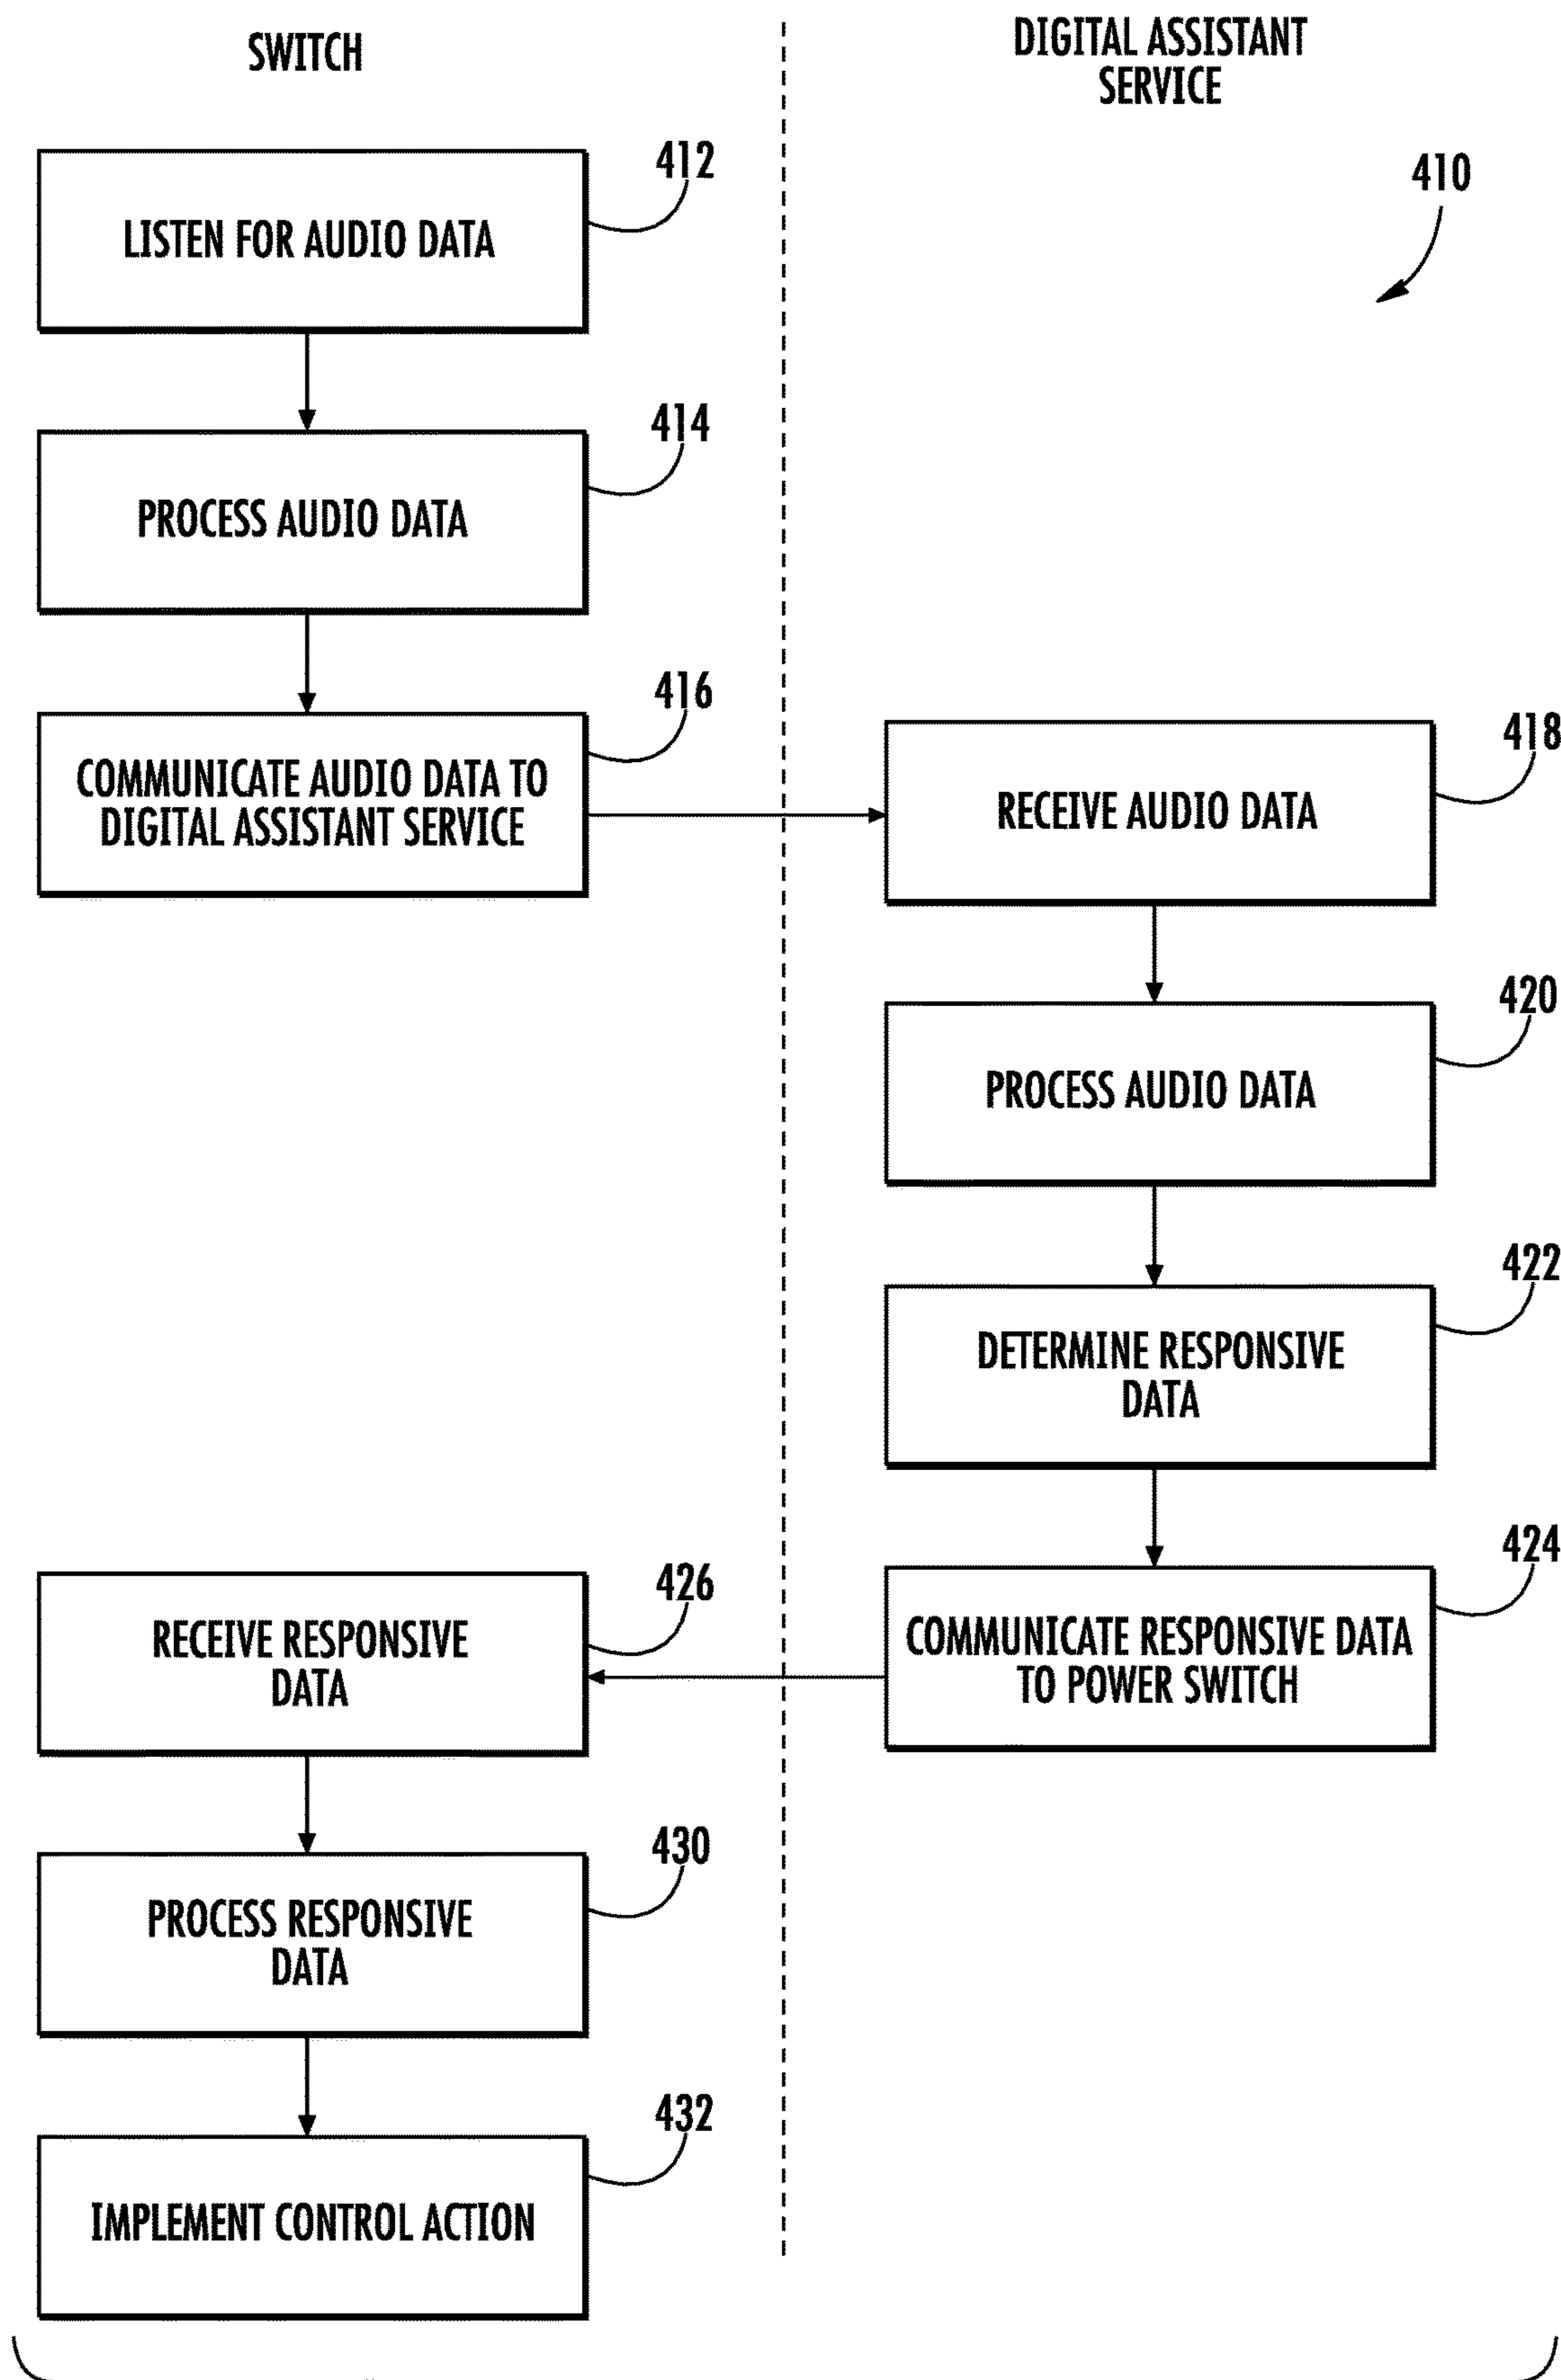 SWITCH
DIGITAL ASSISTANT
SERVICE
410
412
LISTEN FOR AUDIO DATA
414
PROCESS AUDIO DATA
416
COMMUNICATE AUDIO DATA TO
DIGITAL ASSISTANT SERVICE
418
RECEIVE AUDIO DATA
420
PROCESS AUDIO DATA
422
DETERMINE RESPONSIVE
DATA
424
COMMUNICATE RESPONSIVE DATA
TO POWER SWITCH
426
RECEIVE RESPONSIVE
DATA
430
PROCESS RESPONSIVE
DATA
432
IMPLEMENT CONTROL ACTION